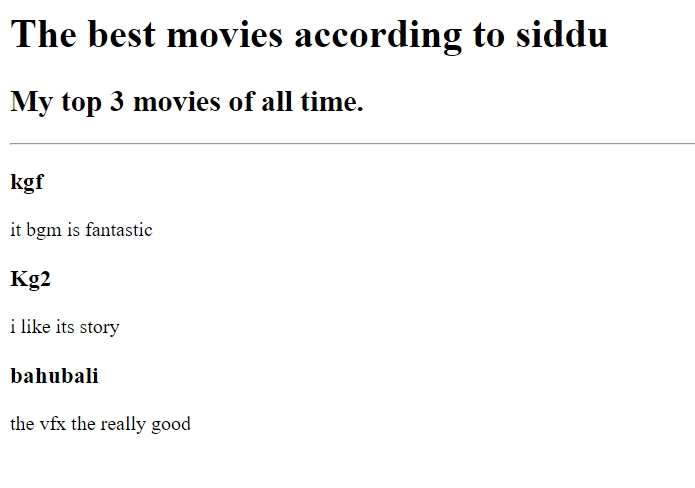 The best movies according to siddu
My top 3 movies of all time.
kgf
it bgm is fantastic
Kg2
i like its story
bahubali
the vfx the really good